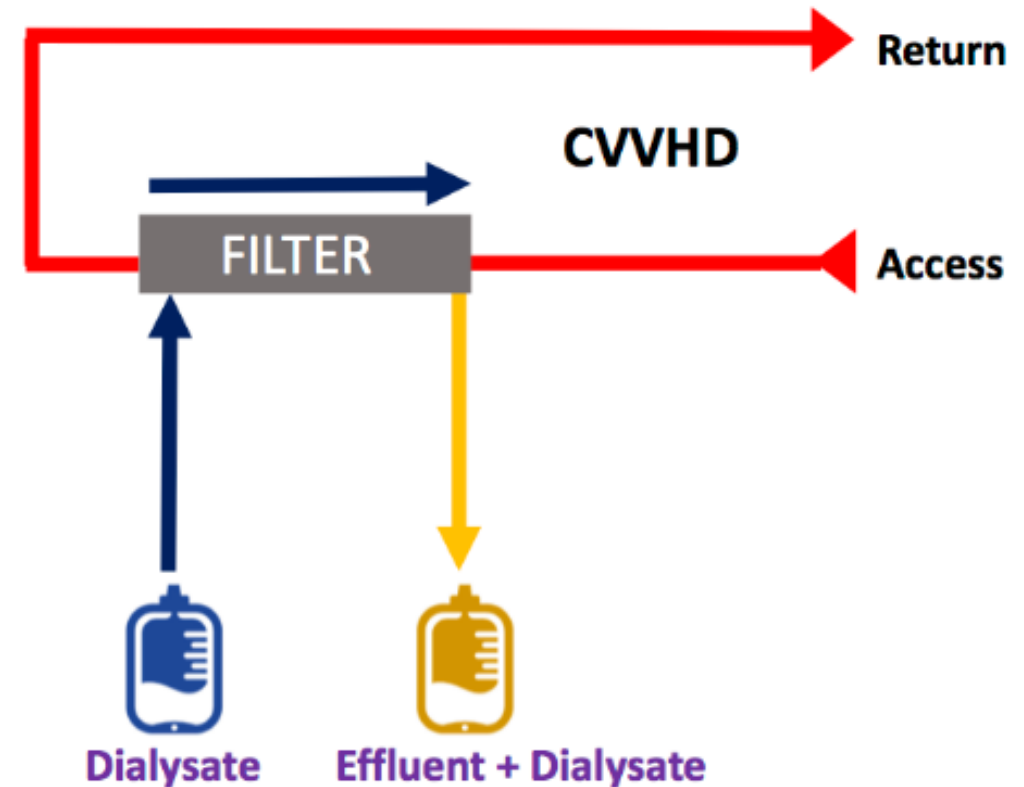 Return
CVVHD
FILTER
Access
Dialysate
Effluent + Dialysate